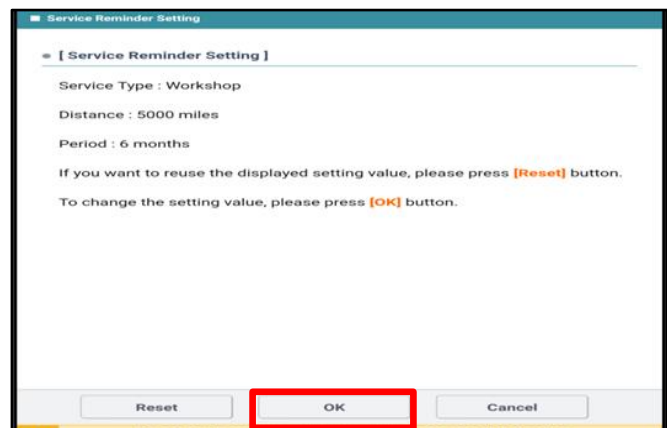 Service Reminder Setting
[ Service Reminder Setting ]
Service Type : Workshop
Distance : 5000 miles
Period : 6 months
If you want to reuse the displayed setting value, please press [Reset] button.
To change the setting value, please press [OK] button.
Reset OK Cancel